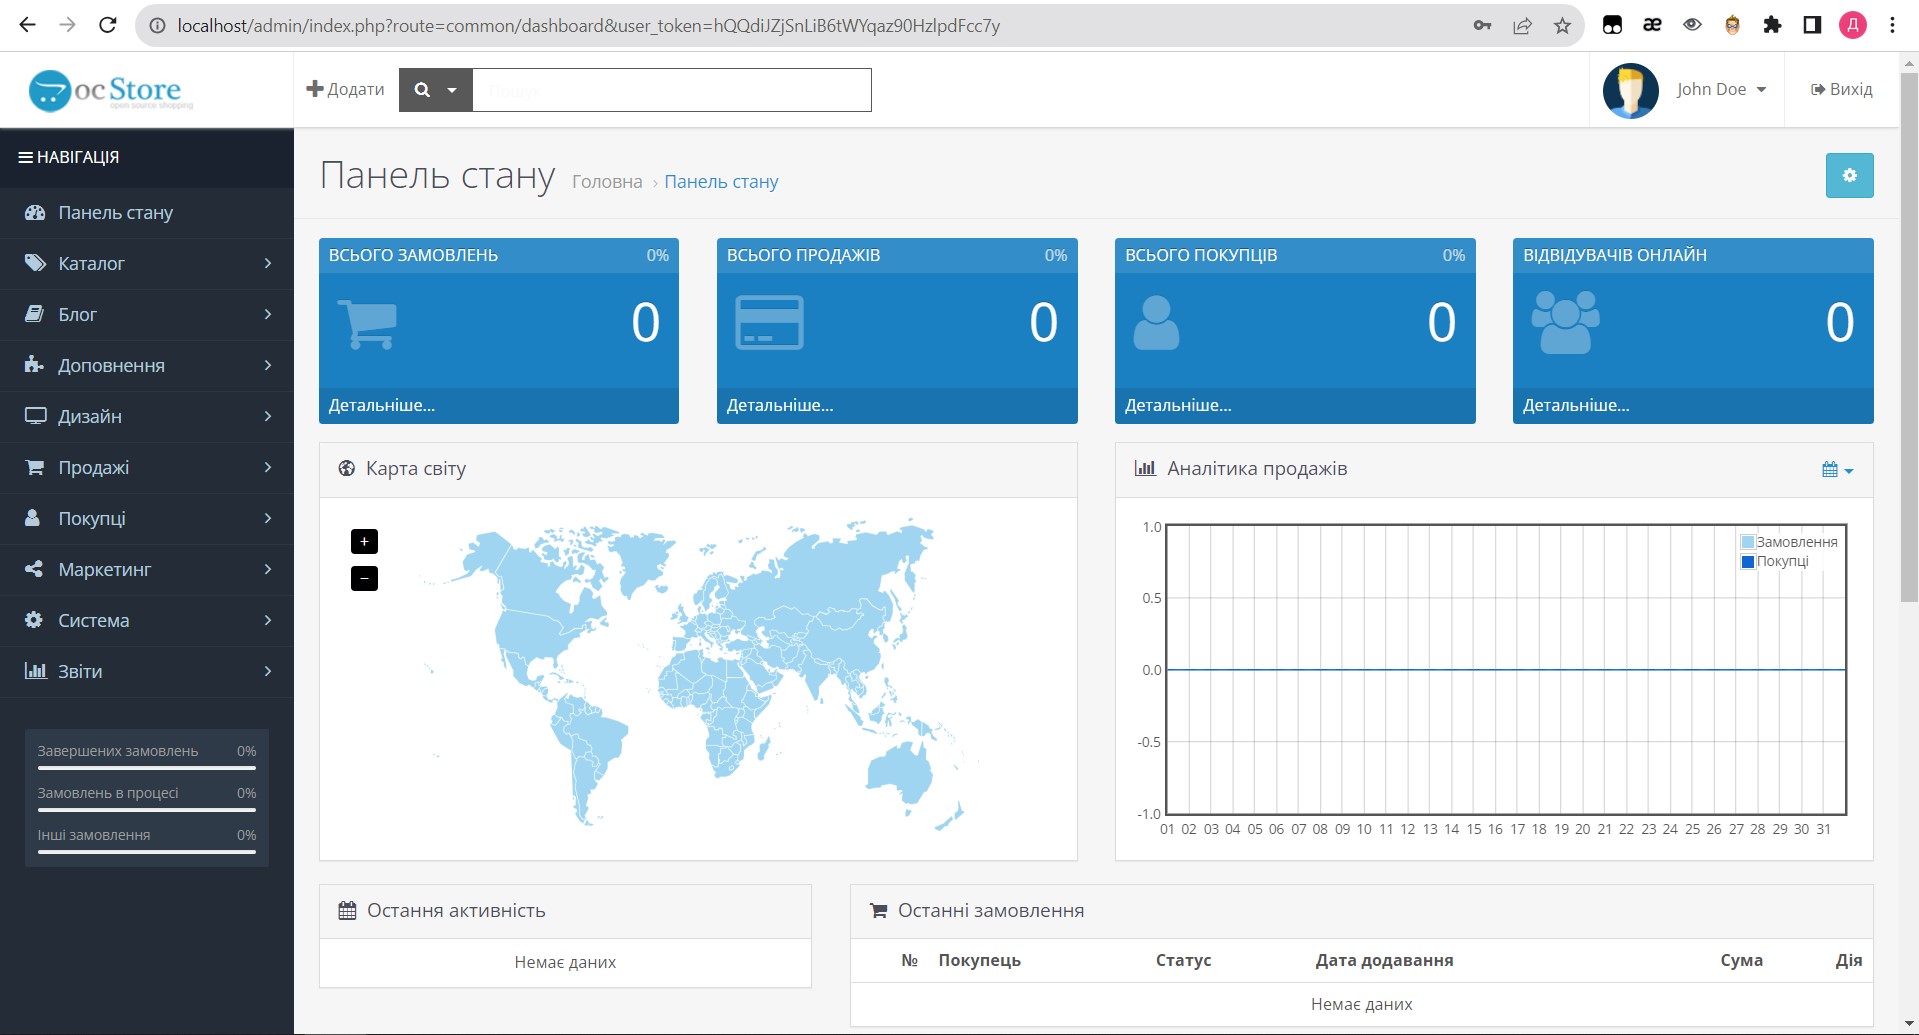 localhost/admin/index.php?route=common/dashboard&user_token=hQQdiJZjSnLiB6tWYqaz90HzlpdFcc7y
æ
Д
ocStore
open source shopping
Додати
John Doe
Вихід
НАВІГАЦІЯ
Панель стану
Каталог
Блог
Доповнення
Дизайн
Продажі
Покупці
Маркетинг
Система
Звіти
Завершених замовлень 0%
Замовлень в процесі 0%
Інші замовлення 0%
Панель стану
Головна › Панель стану
ВСЬОГО ЗАМОВЛЕНЬ 0%
0
Детальніше...
ВСЬОГО ПРОДАЖІВ 0%
0
Детальніше...
ВСЬОГО ПОКУПЦІВ 0%
0
Детальніше...
ВІДВІДУВАЧІВ ОНЛАЙН
0
Детальніше...
Карта світу
+
−
Аналітика продажів
1.0
0.5
0.0
-0.5
-1.0
Замовлення
Покупці
01 02 03 04 05 06 07 08 09 10 11 12 13 14 15 16 17 18 19 20 21 22 23 24 25 26 27 28 29 30 31
Остання активність
Немає даних
Останні замовлення
№ Покупець Статус Дата додавання Сума Дія
Немає даних